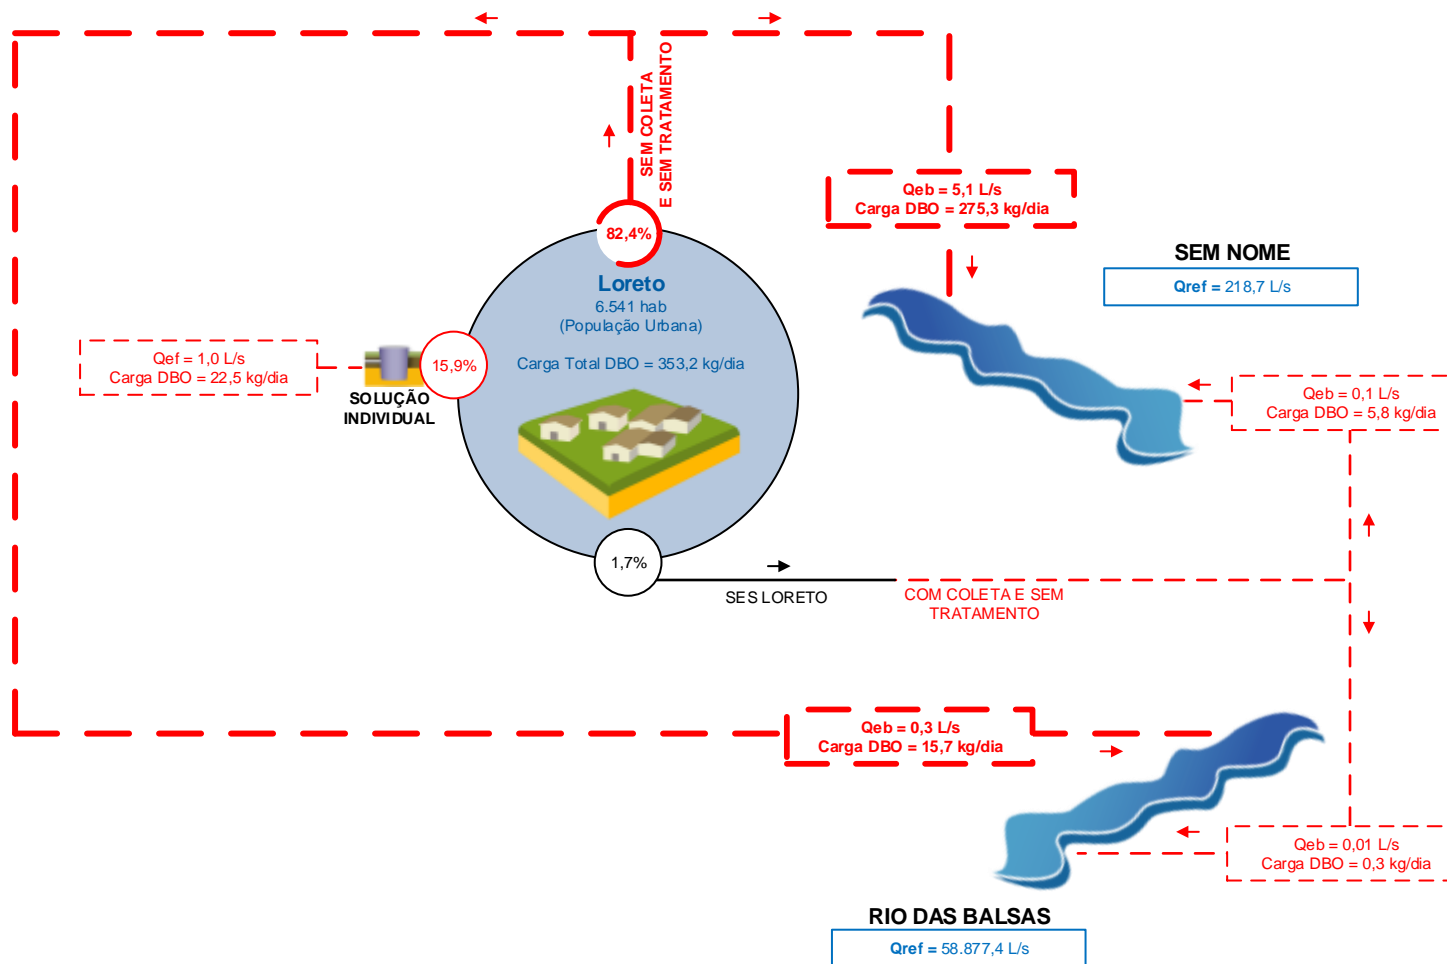 SEM COLETA
E SEM TRATAMENTO
Qeb = 5,1 L/s
Carga DBO = 275,3 kg/dia
82,4%
SEM NOME
Qref = 218,7 L/s
Loreto
6.541 hab
(População Urbana)
Carga Total DBO = 353,2 kg/dia
Qef = 1,0 L/s
Carga DBO = 22,5 kg/dia
15,9%
SOLUÇÃO
INDIVIDUAL
Qeb = 0,1 L/s
Carga DBO = 5,8 kg/dia
1,7%
SES LORETO
COM COLETA E SEM
TRATAMENTO
Qeb = 0,3 L/s
Carga DBO = 15,7 kg/dia
Qeb = 0,01 L/s
Carga DBO = 0,3 kg/dia
RIO DAS BALSAS
Qref = 58.877,4 L/s